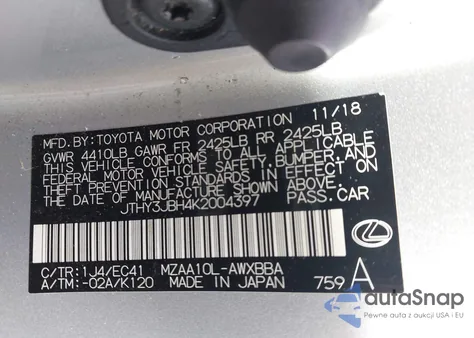 11/18
MFD. BY: TOYOTA MOTOR CORPORATION
GVWR 4410LB GAWR FR 2425LB RR 2425LB
THIS VEHICLE CONFORMS TO ALL APPLICABLE
FEDERAL MOTOR VEHICLE SAFETY, BUMPER, AND
THEFT PREVENTION STANDARDS IN EFFECT ON
THE DATE OF MANUFACTURE SHOWN ABOVE.
JTHY3JBH4K2004397 PASS. CAR
C/TR: 1J4/EC41 MZAA10L-AWXBBA
A/TM: -02A/K120 MADE IN JAPAN 759 A
autoSnap
Pewne auta z aukcji USA i EU